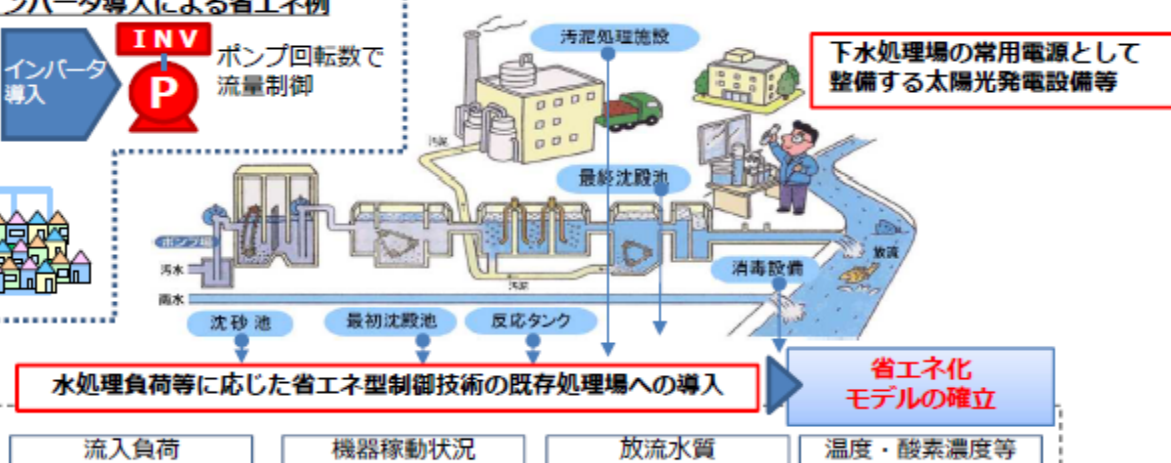 ンバータ導入による省エネ例
インバータ
導入
INV
P
ポンプ回転数で
流量制御
汚泥処理施設
下水処理場の常用電源として
整備する太陽光発電設備等
汚泥
最終沈殿池
ポンプ場
汚水
雨水
汚泥
消毒設備
放流
沈砂池
最初沈殿池
反応タンク
水処理負荷等に応じた省エネ型制御技術の既存処理場への導入
省エネ化
モデルの確立
流入負荷
機器稼動状況
放流水質
温度・酸素濃度等